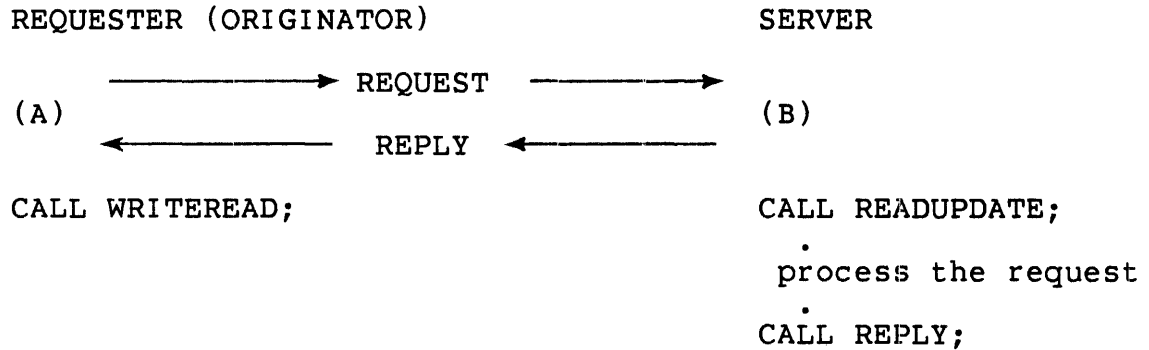 REQUESTER (ORIGINATOR) SERVER
REQUEST
(A) (B)
REPLY
CALL WRITEREAD; CALL READUPDATE;
.
process the request
.
CALL REPLY;